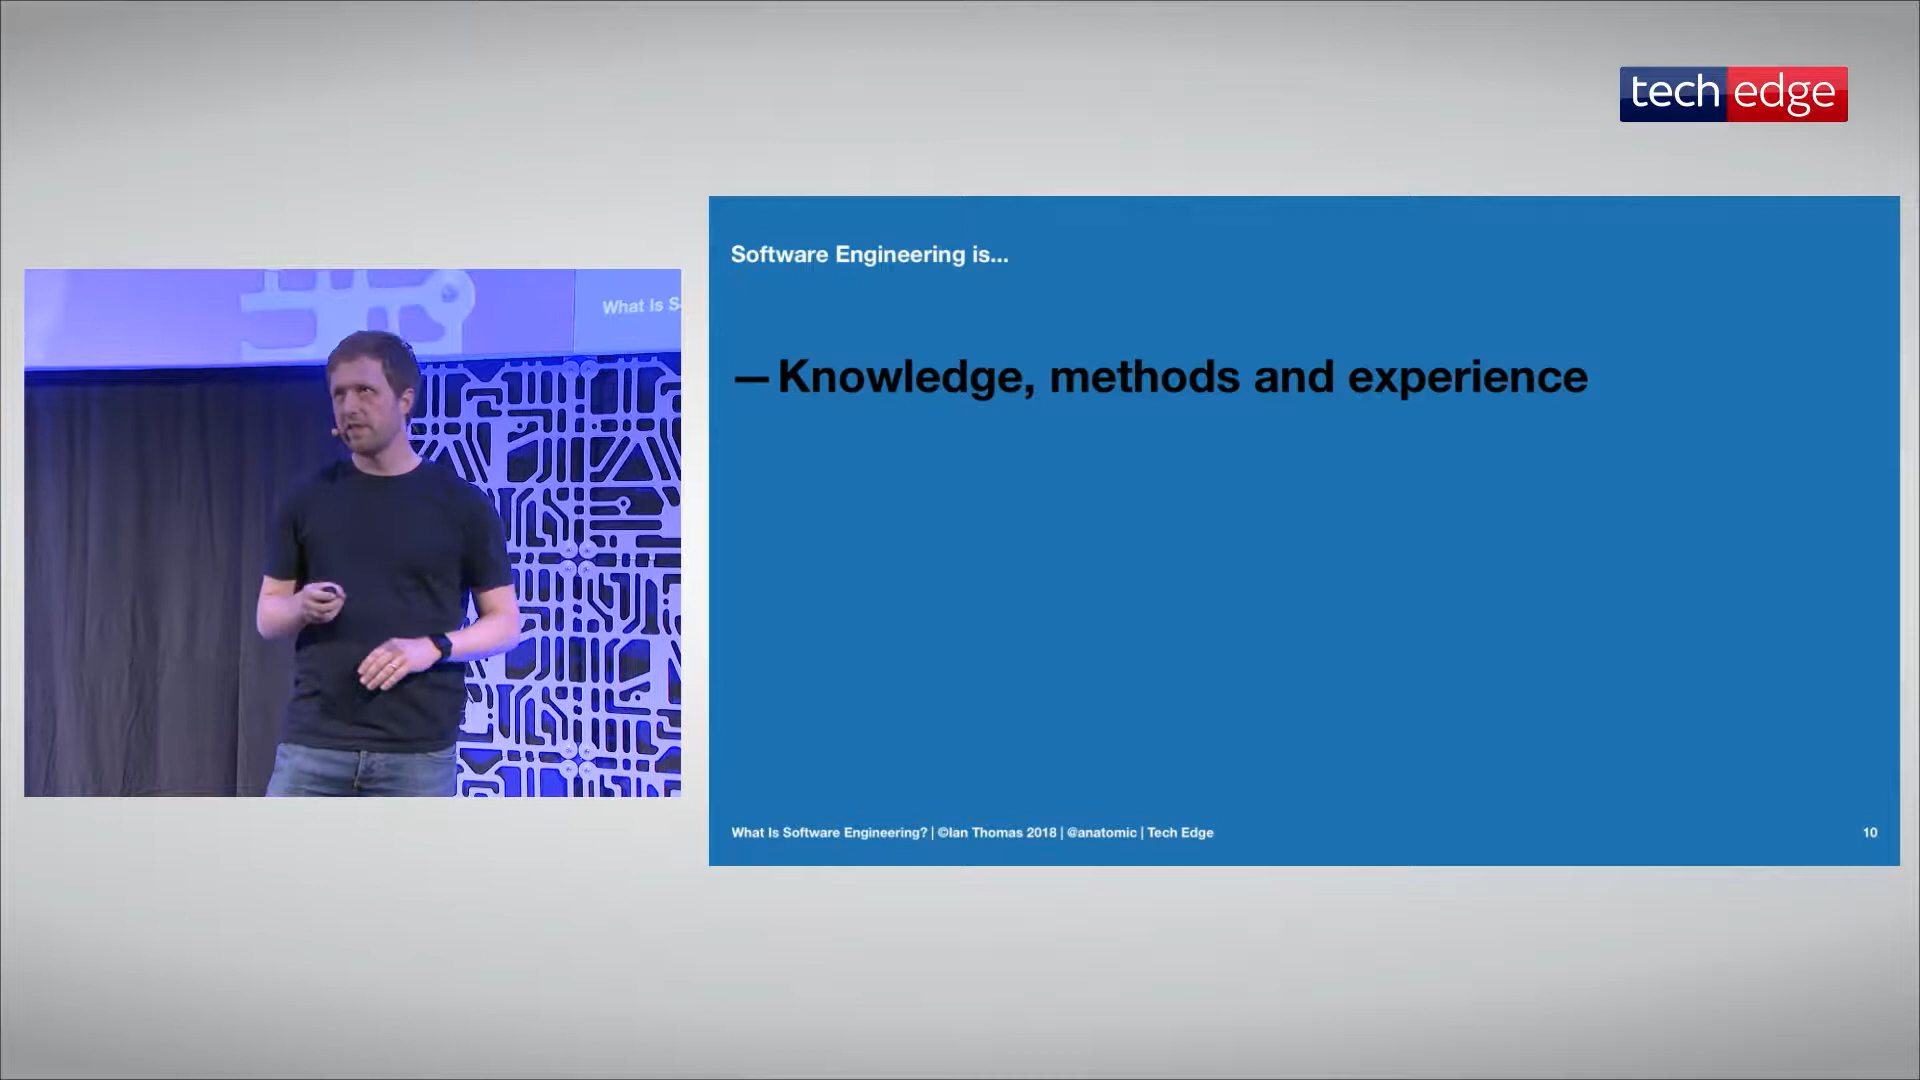 tech edge
What Is S
Software Engineering is...
— Knowledge, methods and experience
What Is Software Engineering? | ©Ian Thomas 2018 | @anatomic | Tech Edge
10